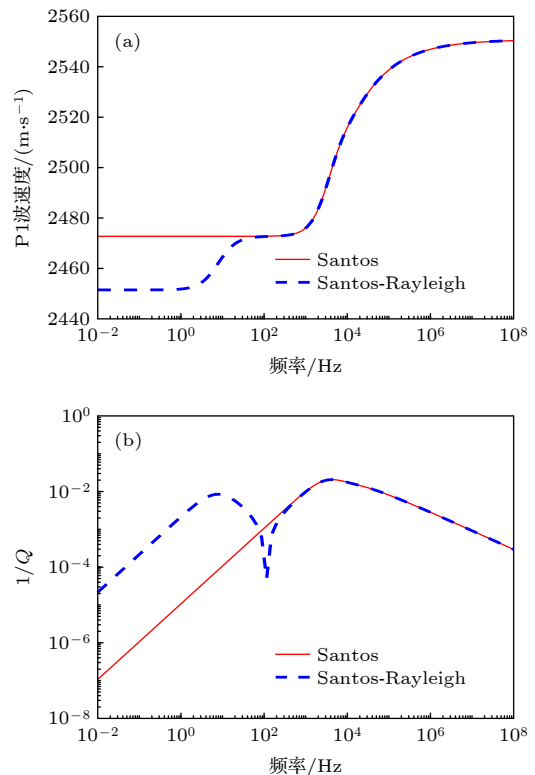 (a)
P1波速度/(m·s⁻¹)
2560
2540
2520
2500
2480
2460
2440
Santos
Santos-Rayleigh
10⁻² 10⁰ 10² 10⁴ 10⁶ 10⁸
频率/Hz
(b)
1/Q
10⁰
10⁻²
10⁻⁴
10⁻⁶
10⁻⁸
Santos
Santos-Rayleigh
10⁻² 10⁰ 10² 10⁴ 10⁶ 10⁸
频率/Hz